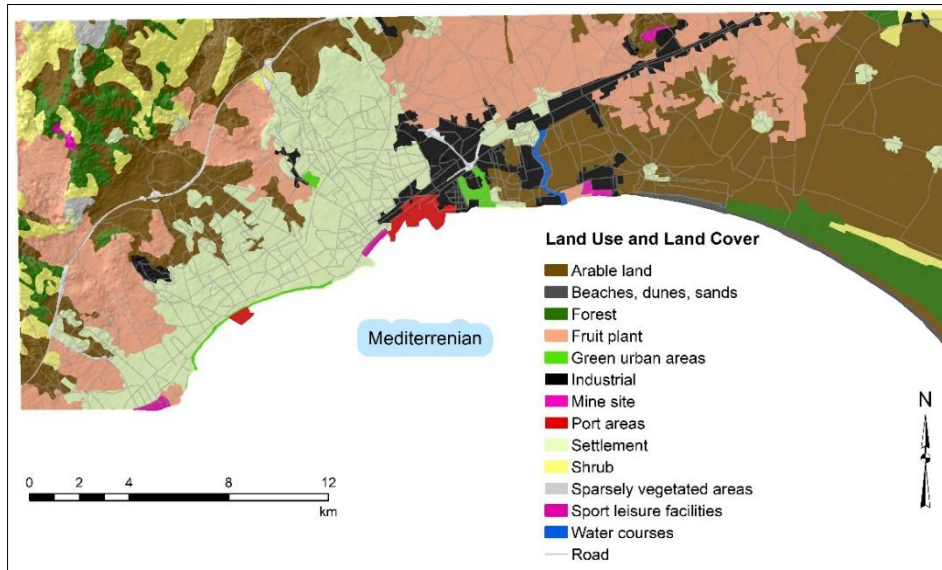 Land Use and Land Cover
Arable land
Beaches, dunes, sands
Forest
Fruit plant
Mediterrenian
Green urban areas
Industrial
Mine site
Port areas
Settlement
Shrub
Sparsely vegetated areas
Sport leisure facilities
Water courses
Road
N
0 2 4 8 12
km